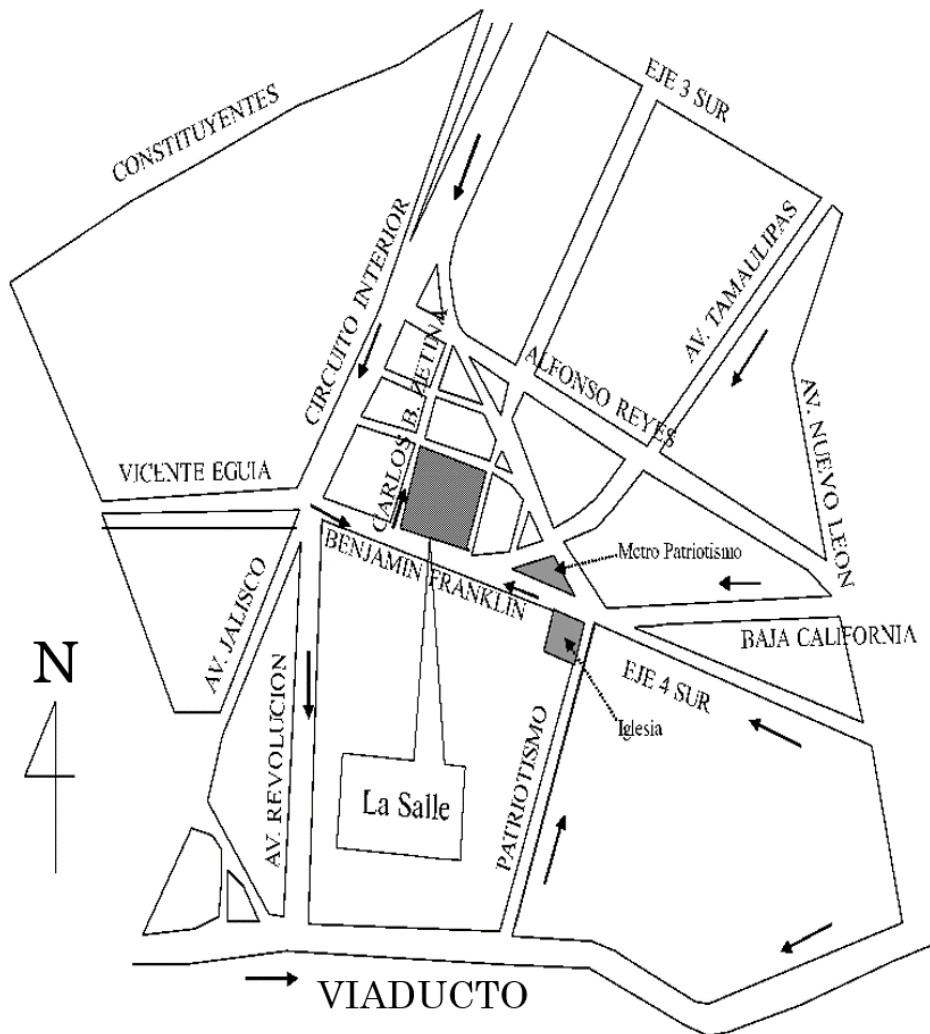 EJE 3 SUR
CONSTITUYENTES
AV. TAMAULIPAS
CIRCUITO INTERIOR
CARLOS B. ZETINA
ALFONSO REYES
AV. NUEVO LEON
VICENTE EGUIA
BENJAMIN FRANKLIN
Metro Patriotismo
AV. JALISCO
BAJA CALIFORNIA
N
EJE 4 SUR
Iglesia
AV. REVOLUCION
PATRIOTISMO
La Salle
VIADUCTO